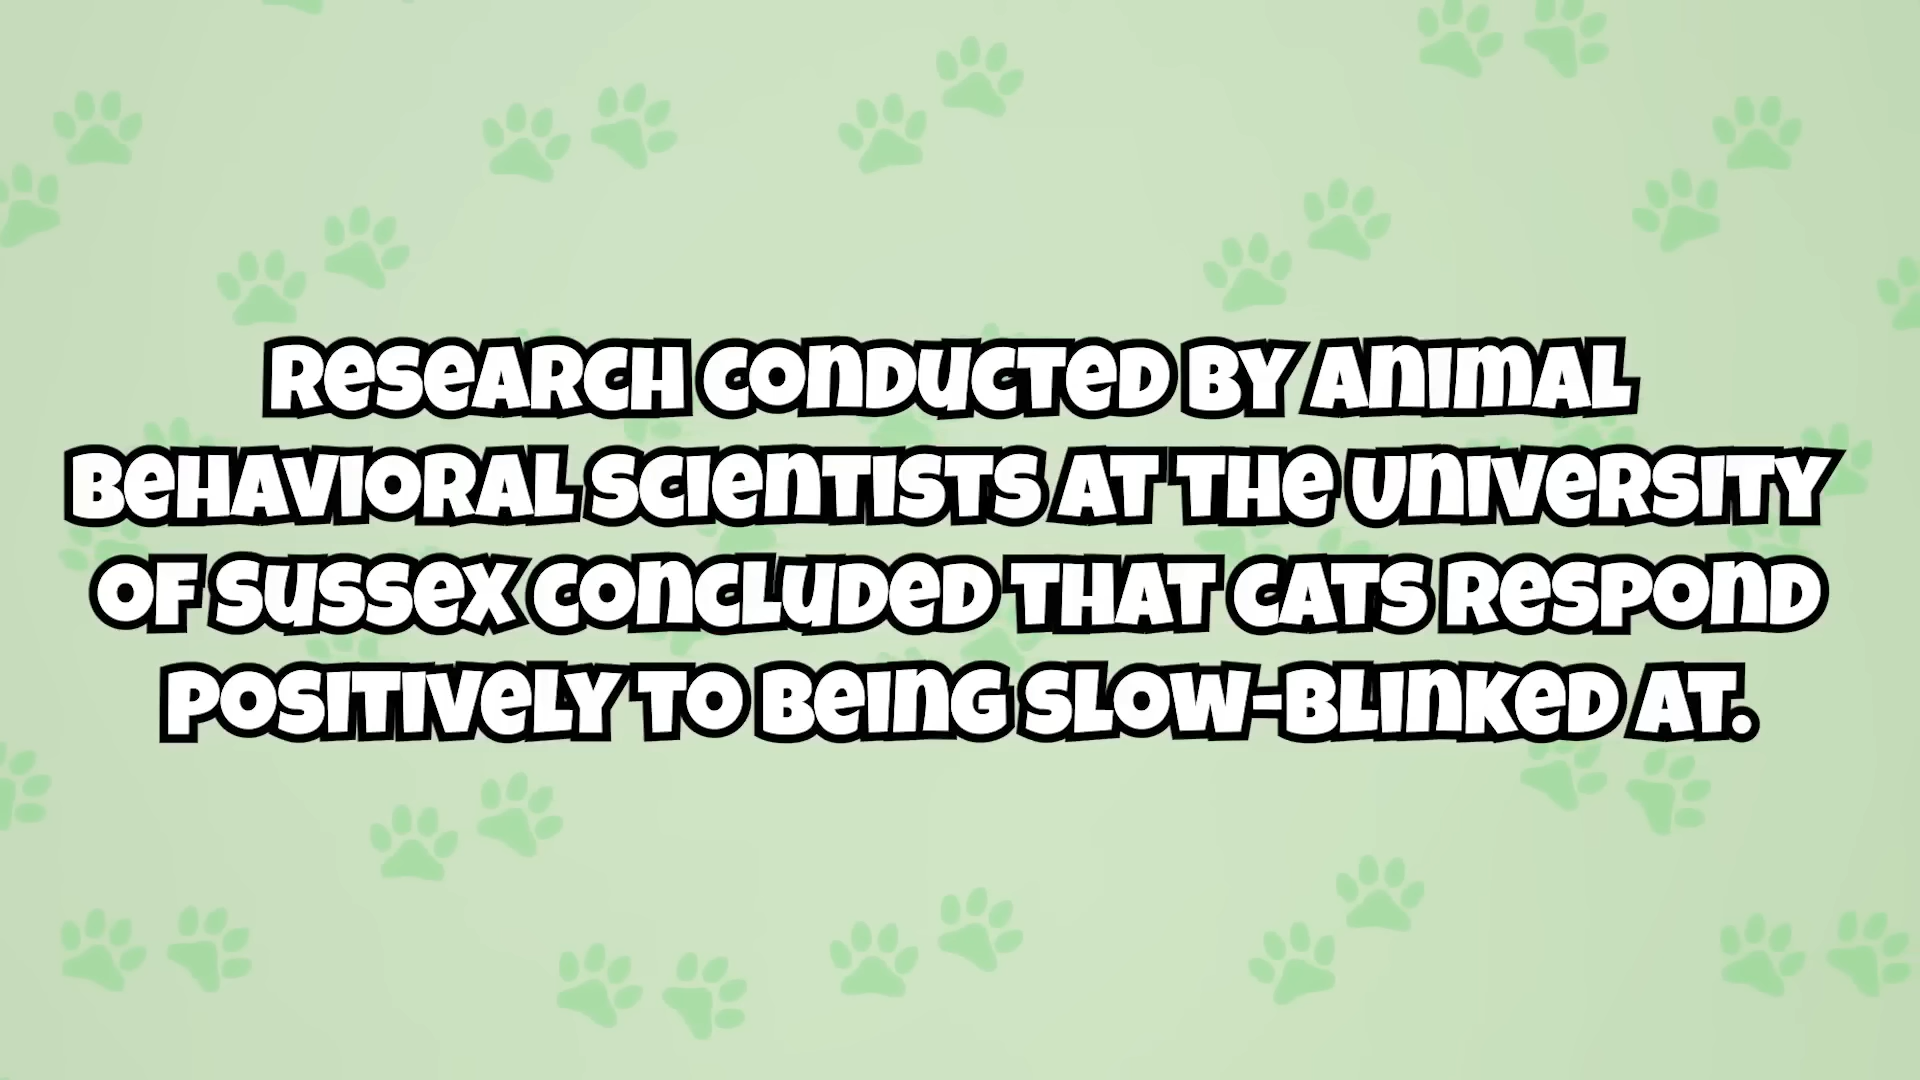 Research conducted by animal
behavioral scientists at the University
of Sussex concluded that cats respond
positively to being slow-blinked at.